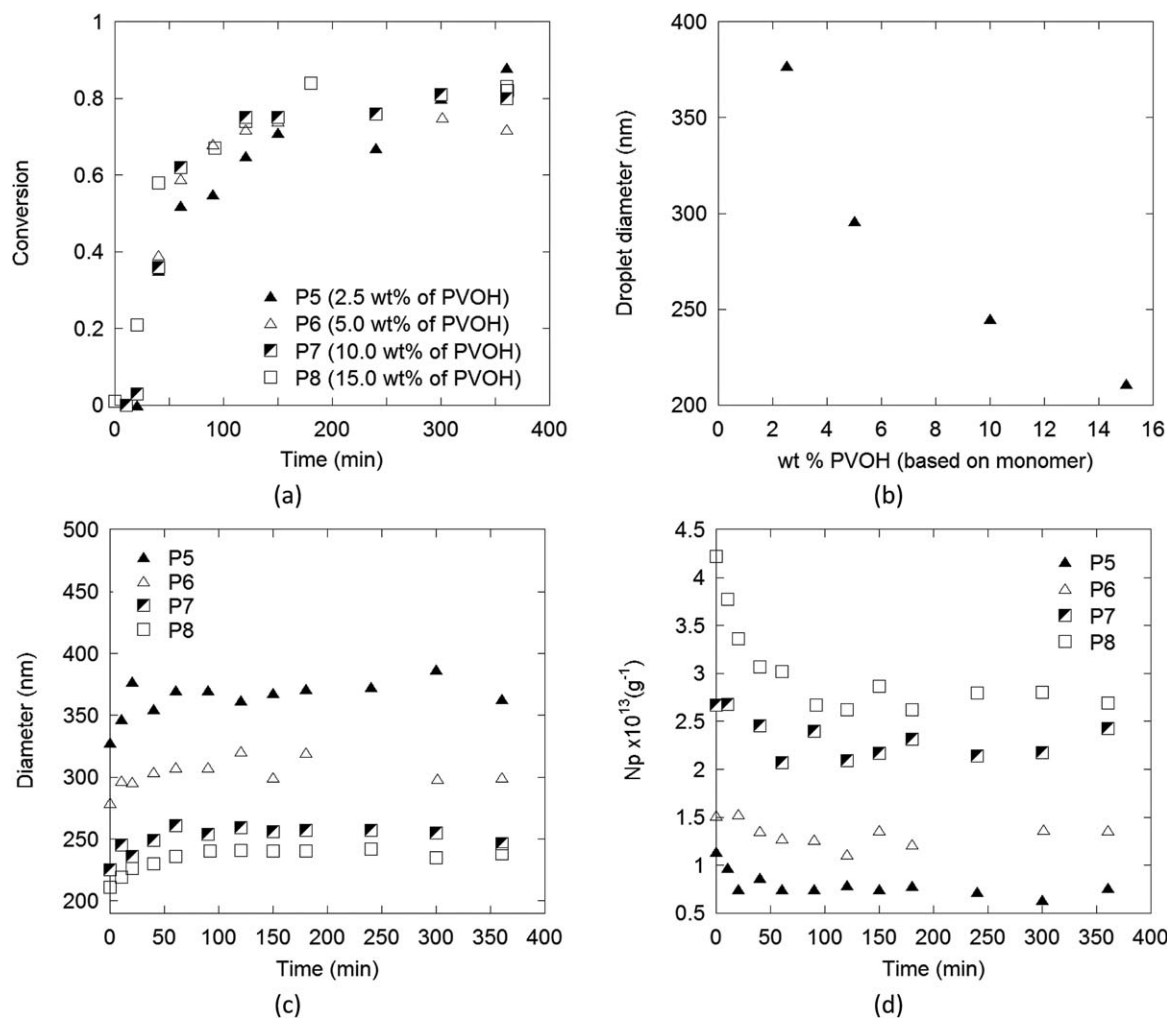 1
0.8
0.6
0.4
0.2
0
Conversion
P5 (2.5 wt% of PVOH)
P6 (5.0 wt% of PVOH)
P7 (10.0 wt% of PVOH)
P8 (15.0 wt% of PVOH)
0 100 200 300 400
Time (min)
(a)
400
350
300
250
200
Droplet diameter (nm)
0 2 4 6 8 10 12 14 16
wt % PVOH (based on monomer)
(b)
500
450
400
350
300
250
200
Diameter (nm)
P5
P6
P7
P8
0 50 100 150 200 250 300 350 400
Time (min)
(c)
4.5
4
3.5
3
2.5
2
1.5
1
0.5
Np x10¹³(g⁻¹)
P5
P6
P7
P8
0 50 100 150 200 250 300 350 400
Time (min)
(d)